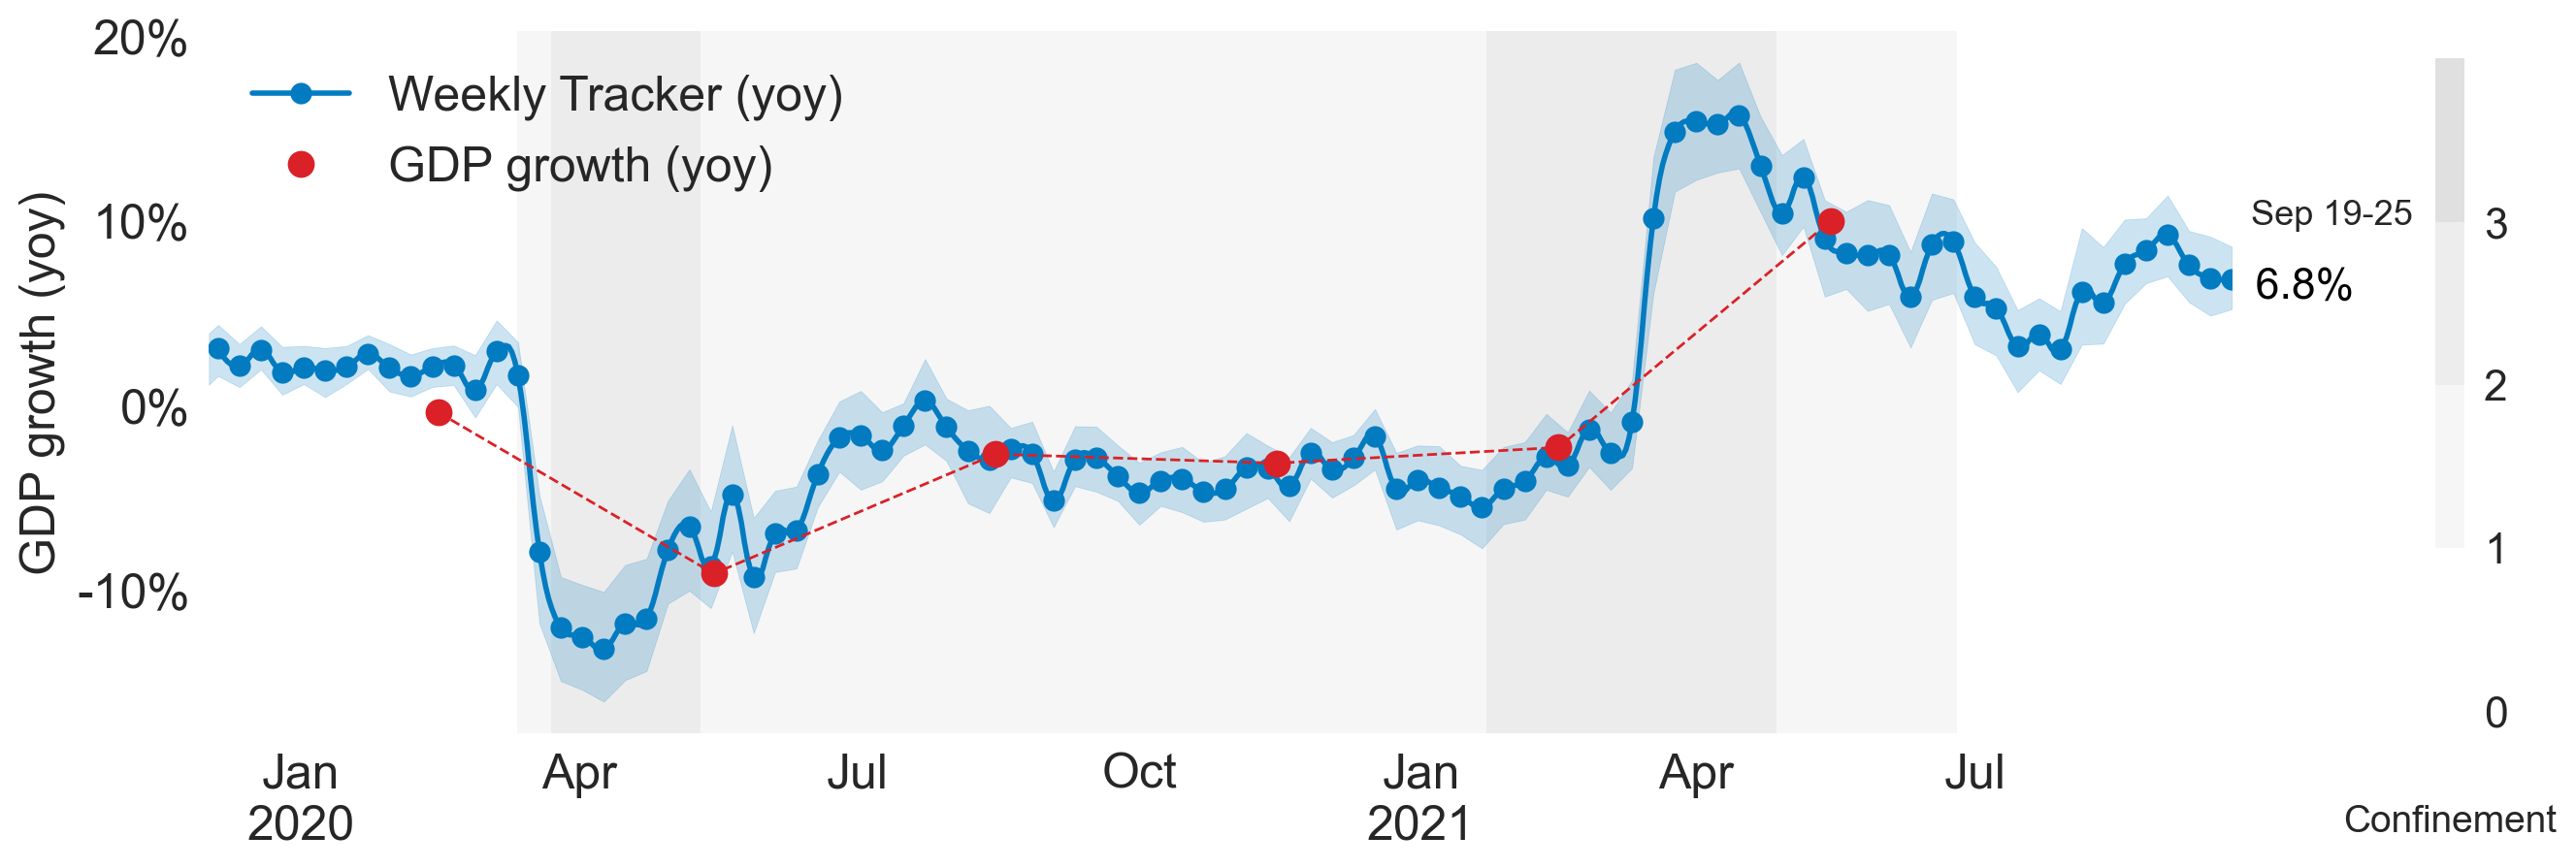 20%
10%
0%
-10%
GDP growth (yoy)
Weekly Tracker (yoy)
GDP growth (yoy)
Sep 19-25
6.8%
3
2
1
0
Jan Apr Jul Oct Jan Apr Jul
2020 2021
Confinement